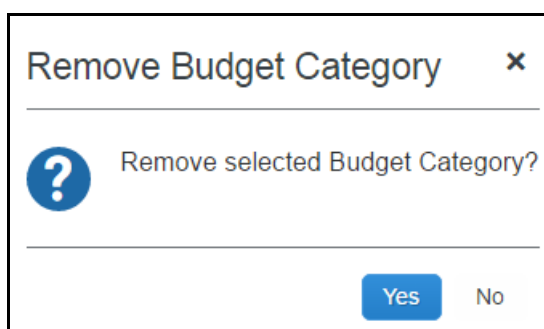 Remove Budget Category ×
? Remove selected Budget Category?
Yes No